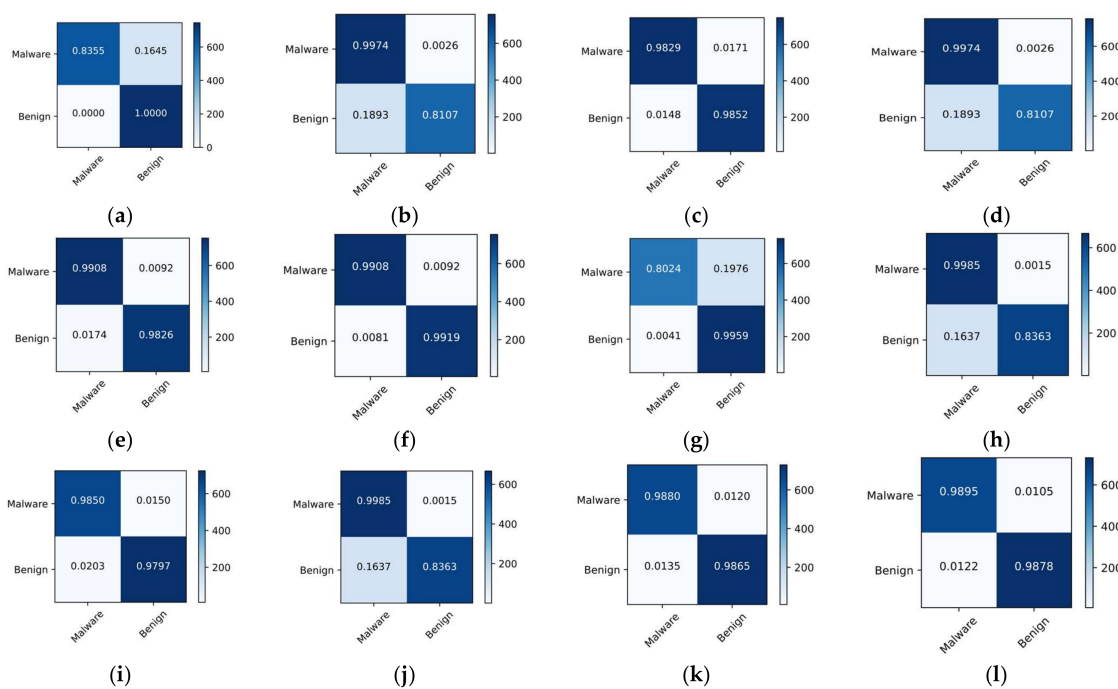 Malware 0.8355 0.1645 600
400
Benign 0.0000 1.0000 200
0
Malware Benign
(a)
Malware 0.9974 0.0026 600
400
Benign 0.1893 0.8107 200
Malware Benign
(b)
Malware 0.9829 0.0171 600
400
Benign 0.0148 0.9852 200
Malware Benign
(c)
Malware 0.9974 0.0026 600
400
Benign 0.1893 0.8107 200
Malware Benign
(d)
Malware 0.9908 0.0092 600
400
Benign 0.0174 0.9826 200
Malware Benign
(e)
Malware 0.9908 0.0092 600
400
Benign 0.0081 0.9919 200
Malware Benign
(f)
Malware 0.8024 0.1976 600
400
Benign 0.0041 0.9959 200
Malware Benign
(g)
Malware 0.9985 0.0015 600
400
Benign 0.1637 0.8363 200
Malware Benign
(h)
Malware 0.9850 0.0150 600
400
Benign 0.0203 0.9797 200
Malware Benign
(i)
Malware 0.9985 0.0015 600
400
Benign 0.1637 0.8363 200
Malware Benign
(j)
Malware 0.9880 0.0120 600
400
Benign 0.0135 0.9865 200
Malware Benign
(k)
Malware 0.9895 0.0105 600
400
Benign 0.0122 0.9878 200
Malware Benign
(l)